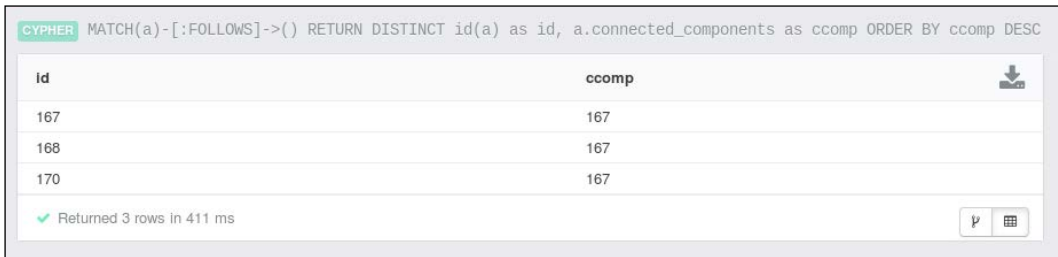 CYPHER MATCH(a)-[:FOLLOWS]->() RETURN DISTINCT id(a) as id, a.connected_components as ccomp ORDER BY ccomp DESC
id ccomp
167 167
168 167
170 167
Returned 3 rows in 411 ms